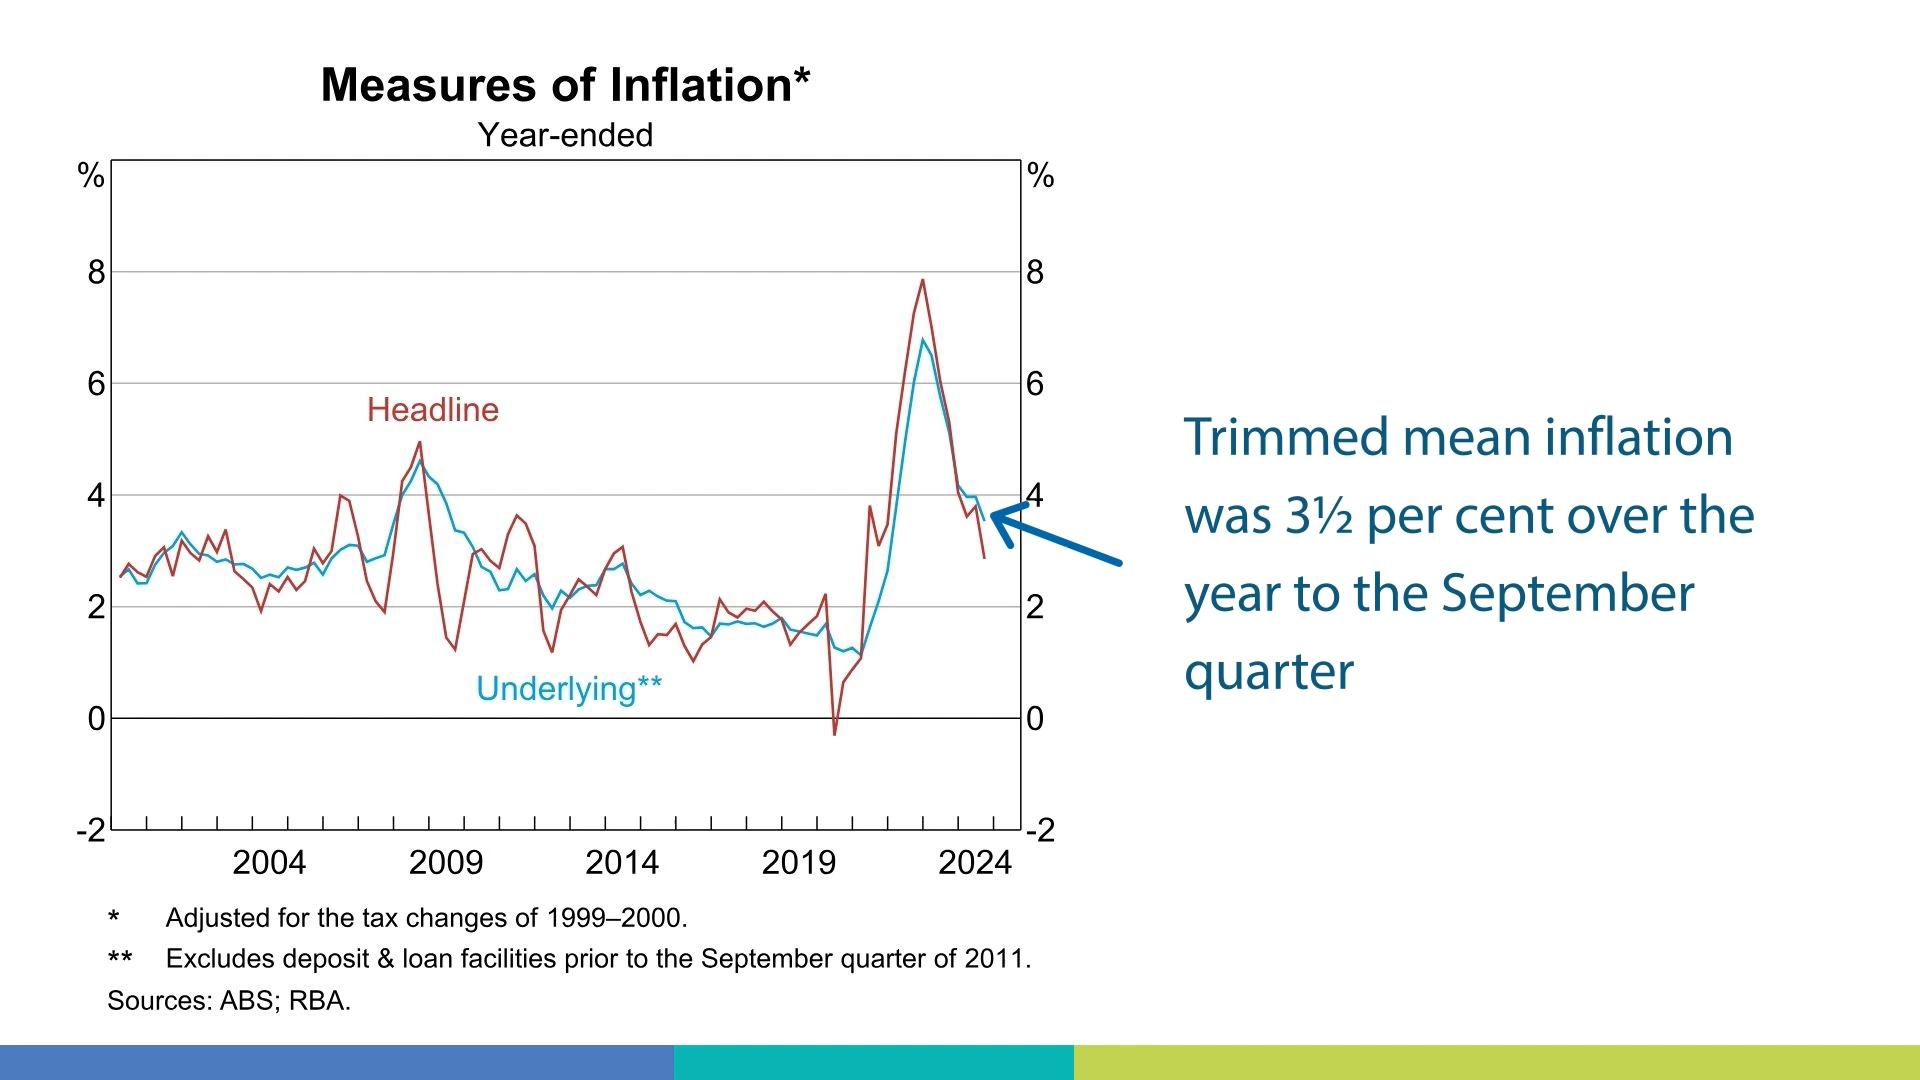 Measures of Inflation*
Year-ended
% %
8 8
6 6
Headline
4 4
2 2
Underlying**
0 0
-2 -2
2004 2009 2014 2019 2024
* Adjusted for the tax changes of 1999–2000.
** Excludes deposit & loan facilities prior to the September quarter of 2011.
Sources: ABS; RBA.
Trimmed mean inflation
was 3½ per cent over the
year to the September
quarter